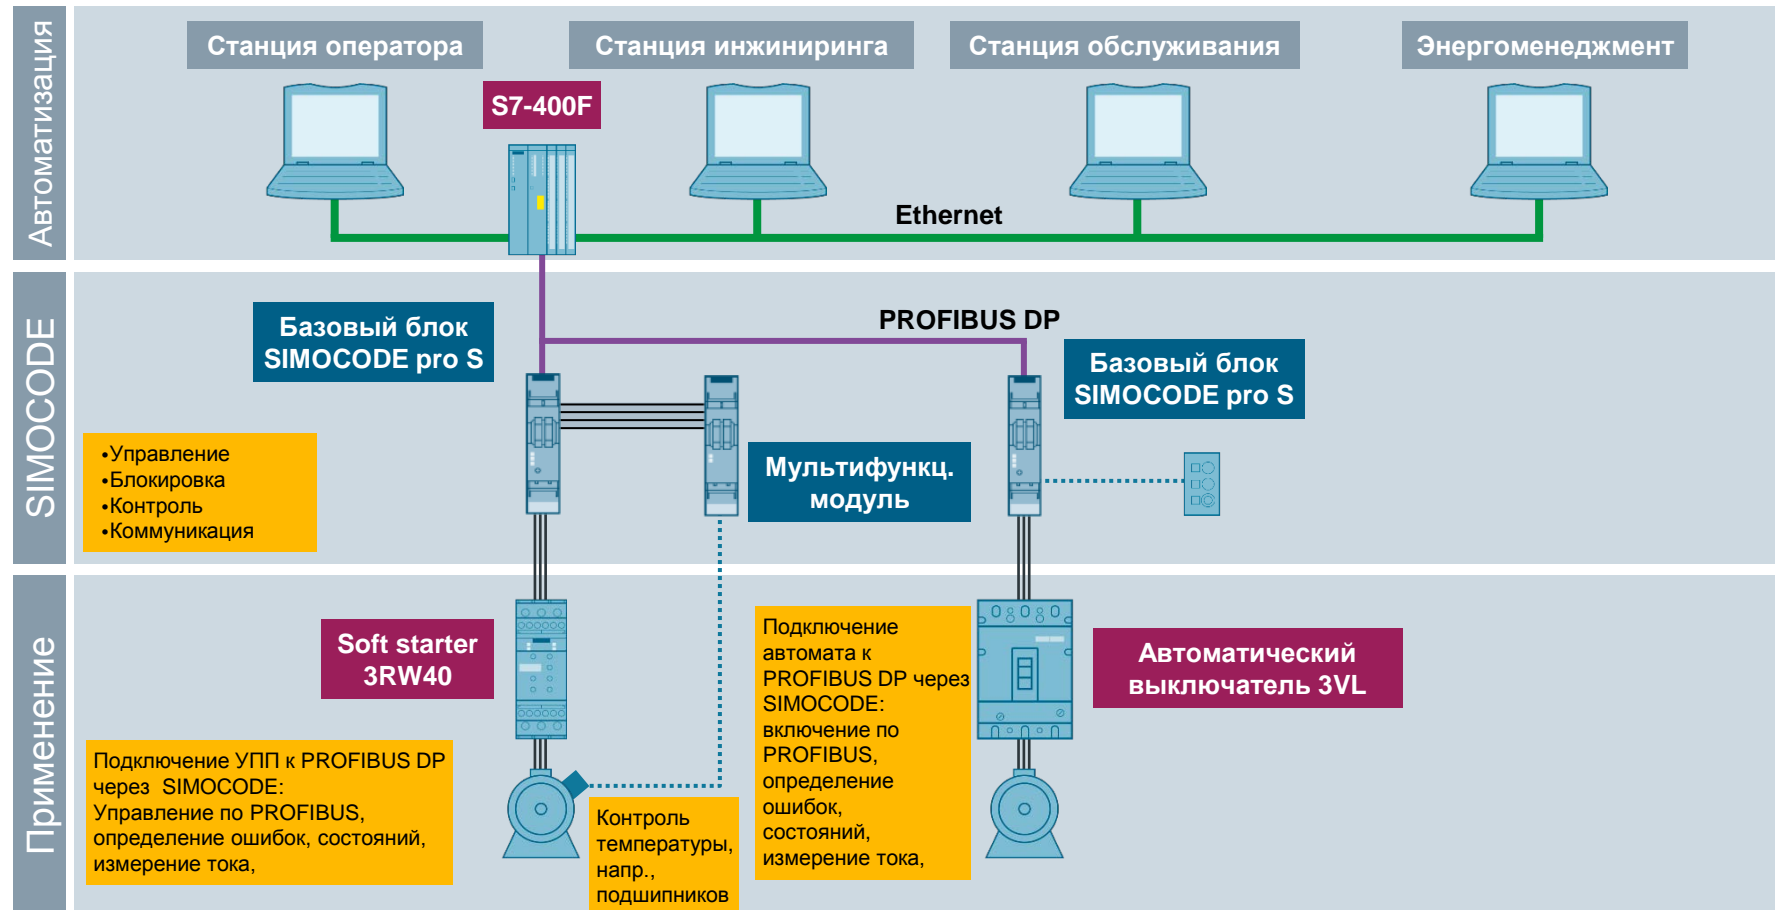 Автоматизация
Станция оператора
Станция инжиниринга
Станция обслуживания
Энергоменеджмент
S7-400F
Ethernet
SIMOCODE
Базовый блок
SIMOCODE pro S
PROFIBUS DP
Базовый блок
SIMOCODE pro S
•Управление
•Блокировка
•Контроль
•Коммуникация
Мультифункц.
модуль
Применение
Soft starter
3RW40
Подключение
автомата к
PROFIBUS DP через
SIMOCODE:
включение по
PROFIBUS,
определение
ошибок,
состояний,
измерение тока,
Автоматический
выключатель 3VL
Подключение УПП к PROFIBUS DP
через SIMOCODE:
Управление по PROFIBUS,
определение ошибок, состояний,
измерение тока,
Контроль
температуры,
напр.,
подшипников